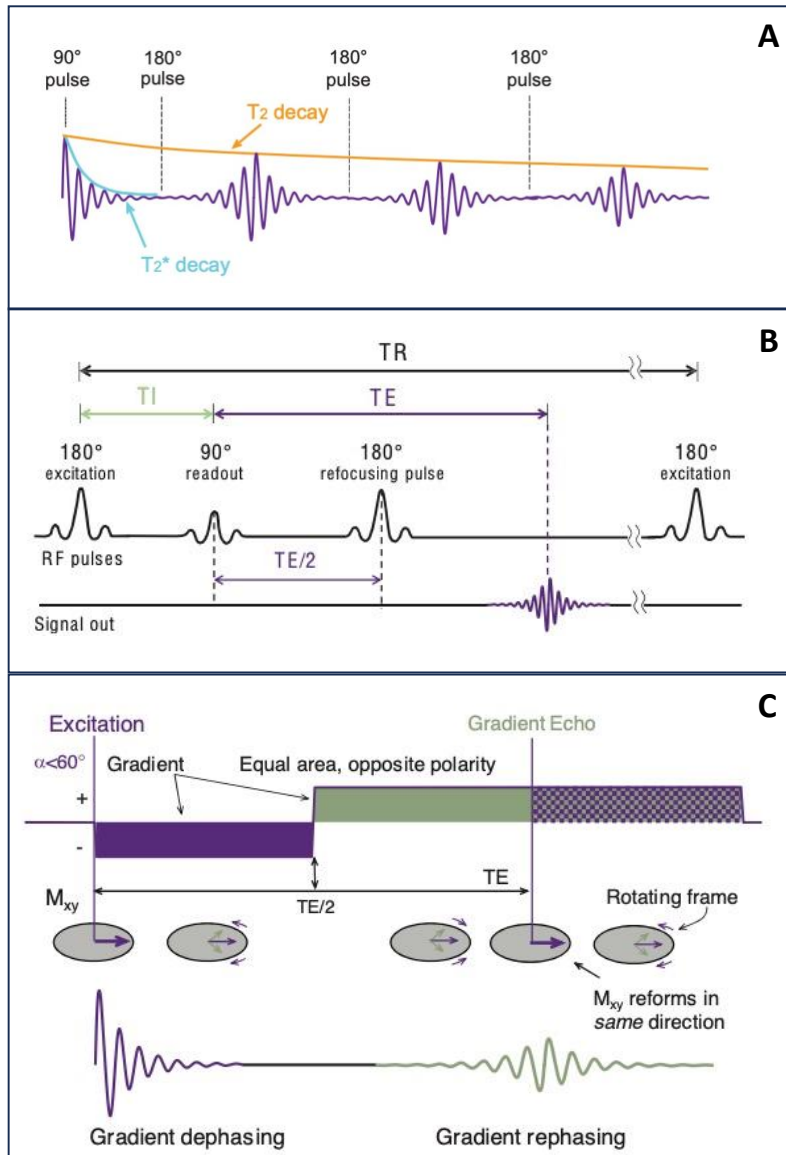 A
90° pulse
180° pulse
180° pulse
180° pulse
T2 decay
T2* decay
B
TR
TI
TE
180° excitation
90° readout
180° refocusing pulse
180° excitation
RF pulses
TE/2
Signal out
C
Excitation
Gradient Echo
α<60°
Gradient
Equal area, opposite polarity
+
-
TE
Mxy
TE/2
Rotating frame
Mxy reforms in
same direction
Gradient dephasing
Gradient rephasing